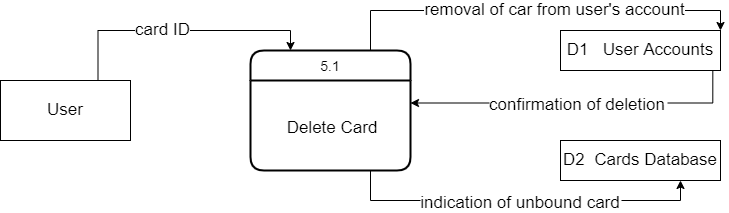 removal of car from user's account
card ID
D1 User Accounts
5.1
User
confirmation of deletion
Delete Card
D2 Cards Database
indication of unbound card